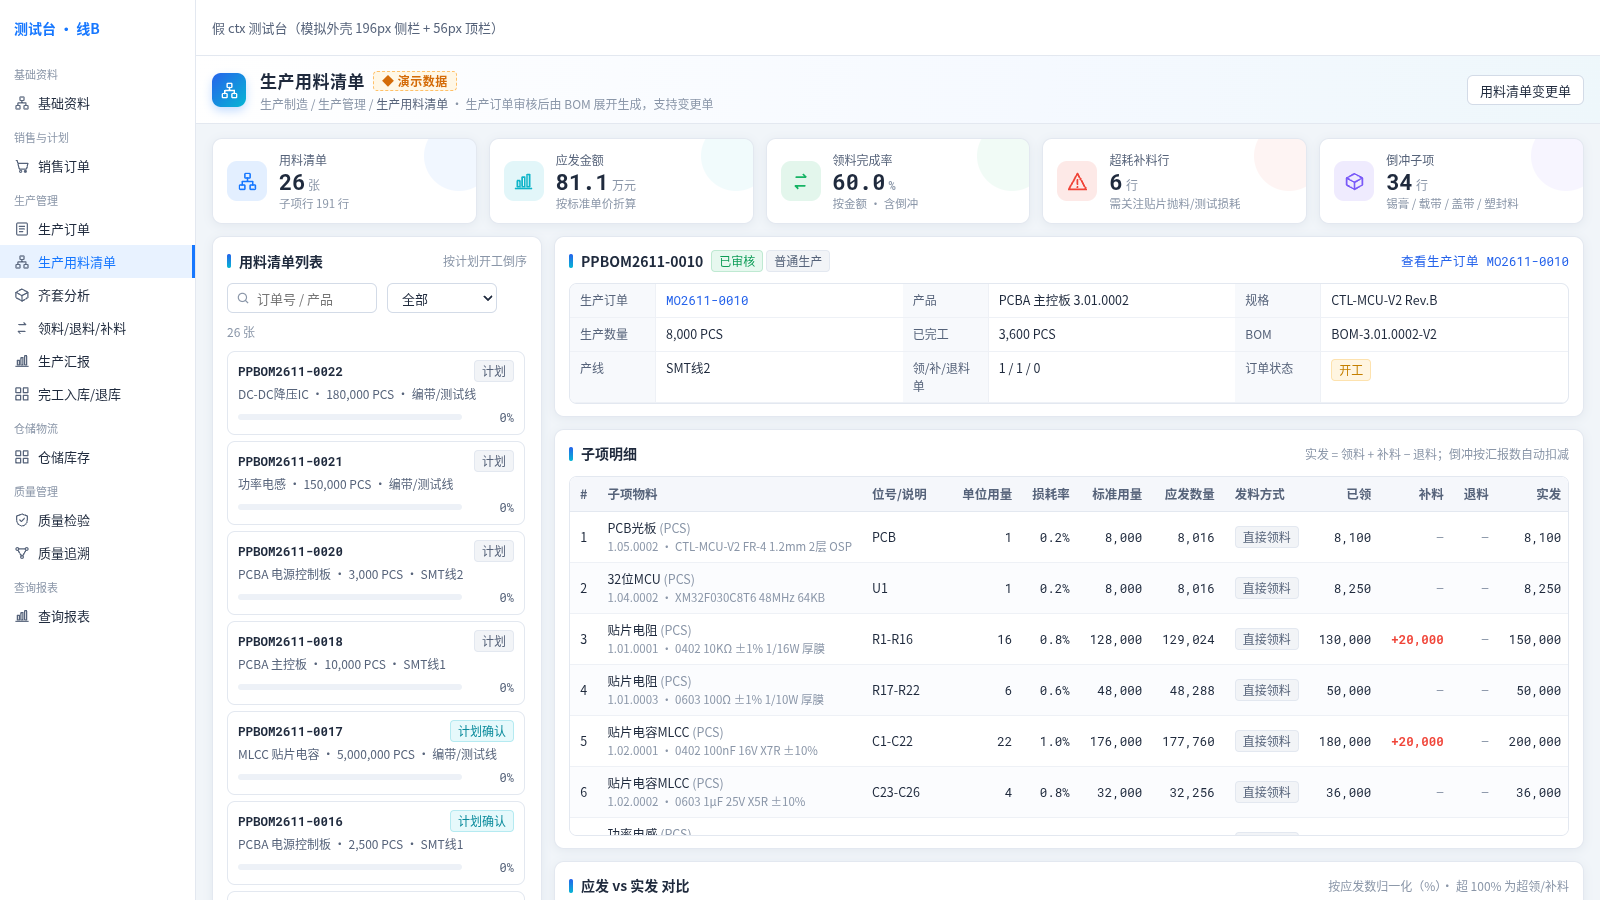 测试台 · 线B
基础资料
基础资料
销售与计划
销售订单
生产管理
生产订单
生产用料清单
齐套分析
领料/退料/补料
生产汇报
完工入库/退库
仓储物流
仓储库存
质量管理
质量检验
质量追溯
查询报表
查询报表
假 ctx 测试台（模拟外壳 196px 侧栏 + 56px 顶栏）
生产用料清单 ◆ 演示数据
生产制造 / 生产管理 / 生产用料清单 · 生产订单审核后由 BOM 展开生成，支持变更单
用料清单变更单
用料清单
26 张
子项行 191 行
应发金额
81.1 万元
按标准单价折算
领料完成率
60.0 %
按金额 · 含倒冲
超耗补料行
6 行
需关注贴片抛料/测试损耗
倒冲子项
34 行
锡膏 / 载带 / 盖带 / 塑封料
用料清单列表 按计划开工倒序
订单号 / 产品 全部
26 张
PPBOM2611-0022 计划
DC-DC降压IC · 180,000 PCS · 编带/测试线
0%
PPBOM2611-0021 计划
功率电感 · 150,000 PCS · 编带/测试线
0%
PPBOM2611-0020 计划
PCBA 电源控制板 · 3,000 PCS · SMT线2
0%
PPBOM2611-0018 计划
PCBA 主控板 · 10,000 PCS · SMT线1
0%
PPBOM2611-0017 计划确认
MLCC 贴片电容 · 5,000,000 PCS · 编带/测试线
0%
PPBOM2611-0016 计划确认
PCBA 电源控制板 · 2,500 PCS · SMT线1
0%
PPBOM2611-0010 已审核 普通生产 查看生产订单 MO2611-0010
生产订单 MO2611-0010 产品 PCBA 主控板 3.01.0002 规格 CTL-MCU-V2 Rev.B
生产数量 8,000 PCS 已完工 3,600 PCS BOM BOM-3.01.0002-V2
产线 SMT线2 领/补/退料单 1 / 1 / 0 订单状态 开工
子项明细 实发 = 领料 + 补料 − 退料；倒冲按汇报数自动扣减
# 子项物料 位号/说明 单位用量 损耗率 标准用量 应发数量 发料方式 已领 补料 退料 实发
1 PCB光板 (PCS) PCB 1 0.2% 8,000 8,016 直接领料 8,100 – – 8,100
1.05.0002 · CTL-MCU-V2 FR-4 1.2mm 2层 OSP
2 32位MCU (PCS) U1 1 0.2% 8,000 8,016 直接领料 8,250 – – 8,250
1.04.0002 · XM32F030C8T6 48MHz 64KB
3 贴片电阻 (PCS) R1-R16 16 0.8% 128,000 129,024 直接领料 130,000 +20,000 – 150,000
1.01.0001 · 0402 10KΩ ±1% 1/16W 厚膜
4 贴片电阻 (PCS) R17-R22 6 0.6% 48,000 48,288 直接领料 50,000 – – 50,000
1.01.0003 · 0603 100Ω ±1% 1/10W 厚膜
5 贴片电容MLCC (PCS) C1-C22 22 1.0% 176,000 177,760 直接领料 180,000 +20,000 – 200,000
1.02.0001 · 0402 100nF 16V X7R ±10%
6 贴片电容MLCC (PCS) C23-C26 4 0.8% 32,000 32,256 直接领料 36,000 – – 36,000
1.02.0002 · 0603 1µF 25V X5R ±10%
功率电感 (PCS)
应发 vs 实发 对比 按应发数归一化（%）· 超 100% 为超领/补料